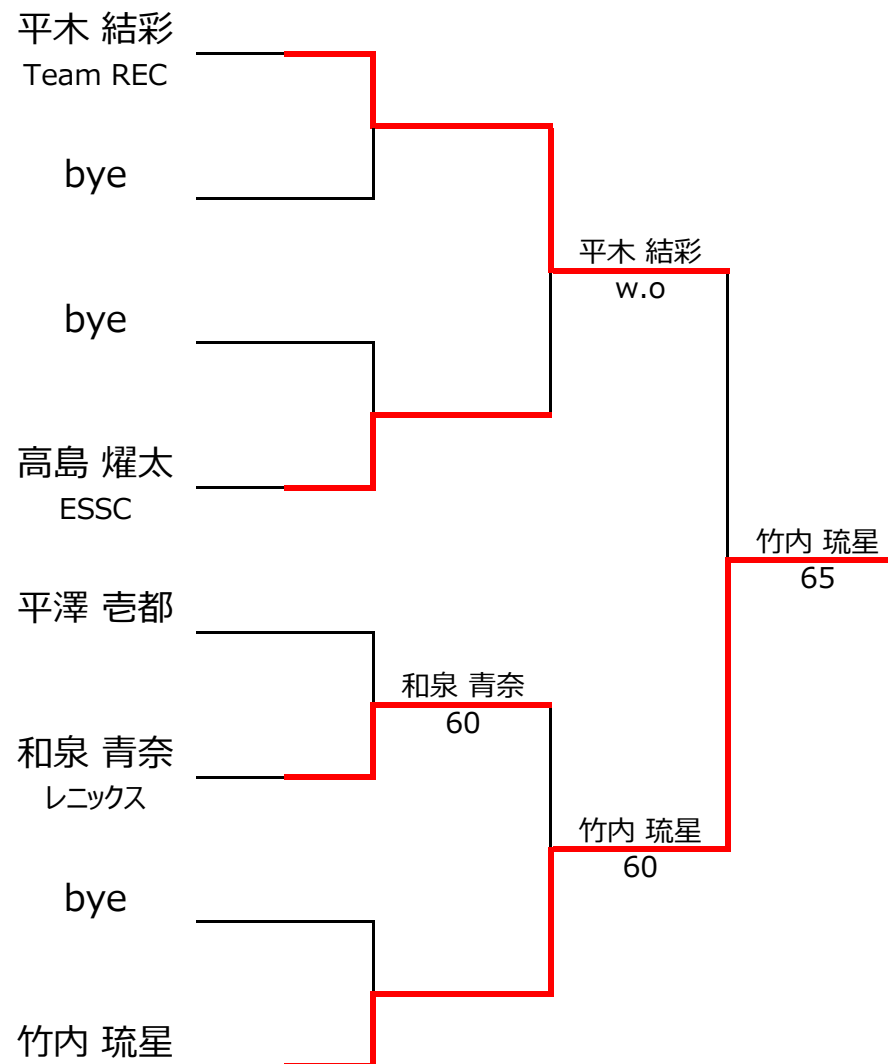 平木 結彩
Team REC
bye
平木 結彩
w.o
bye
高島 燿太
ESSC
竹内 琉星
65
平澤 壱都
和泉 青奈
60
和泉 青奈
レニックス
竹内 琉星
60
bye
竹内 琉星